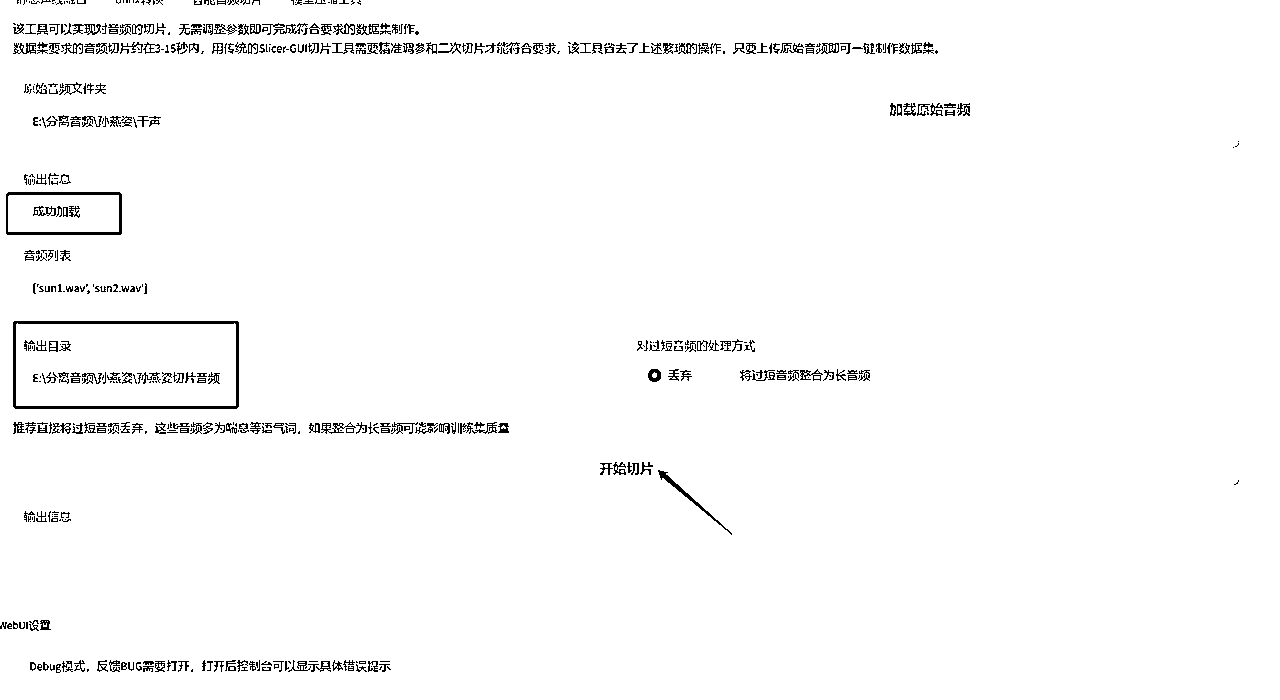 该工具可以实现对音频的切片，无需调整参数即可完成符合要求的数据集制作。
数据集要求的音频切片约在3-15秒内，用传统的Slicer-GUI切片工具需要精准调参和二次切片才能符合要求，该工具省去了上述繁琐的操作，只要上传原始音频即可一键制作数据集。
原始音频文件夹
E:\分离音频\孙燕姿\干声
加载原始音频
输出信息
成功加载
音频列表
['sun1.wav', 'sun2.wav']
输出目录
E:\分离音频\孙燕姿\孙燕姿切片音频
对过短音频的处理方式
丢弃 将过短音频整合为长音频
推荐直接将过短音频丢弃，这些音频多为喘息等语气词，如果整合为长音频可能影响训练集质量
开始切片
输出信息
WebUI设置
Debug模式，反馈BUG需要打开，打开后控制台可以显示具体错误提示